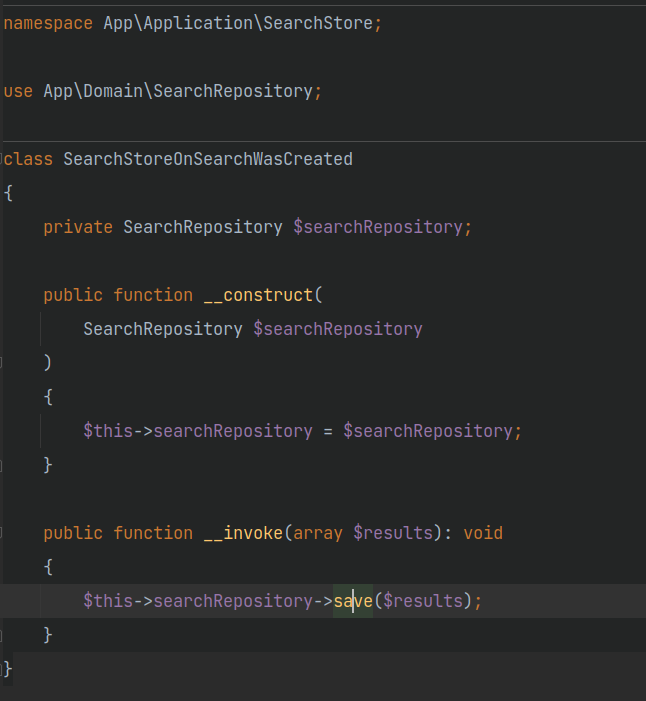 namespace App\Application\SearchStore;
use App\Domain\SearchRepository;
class SearchStoreOnSearchWasCreated
{
private SearchRepository $searchRepository;
public function __construct(
SearchRepository $searchRepository
)
{
$this->searchRepository = $searchRepository;
}
public function __invoke(array $results): void
{
$this->searchRepository->save($results);
}
}